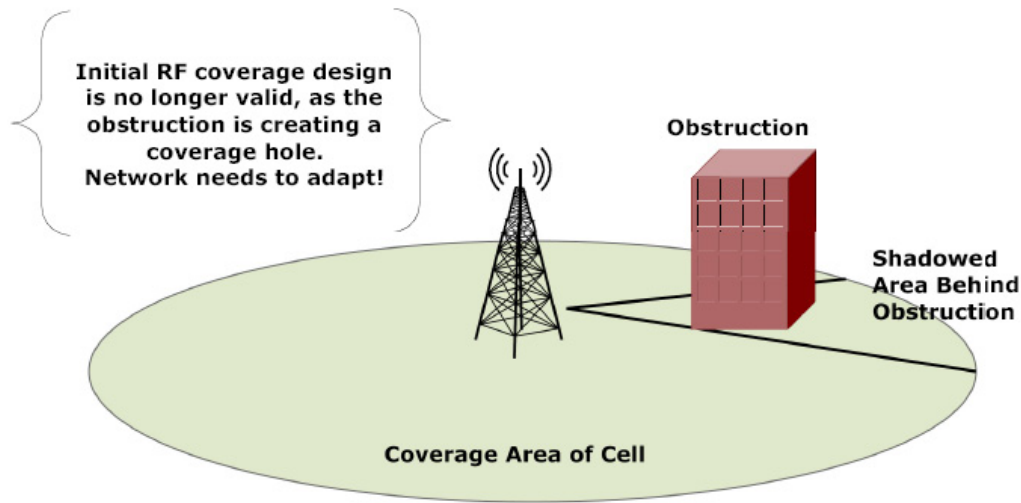 Initial RF coverage design
is no longer valid, as the
obstruction is creating a
coverage hole.
Network needs to adapt!
Obstruction
Shadowed
Area Behind
Obstruction
Coverage Area of Cell